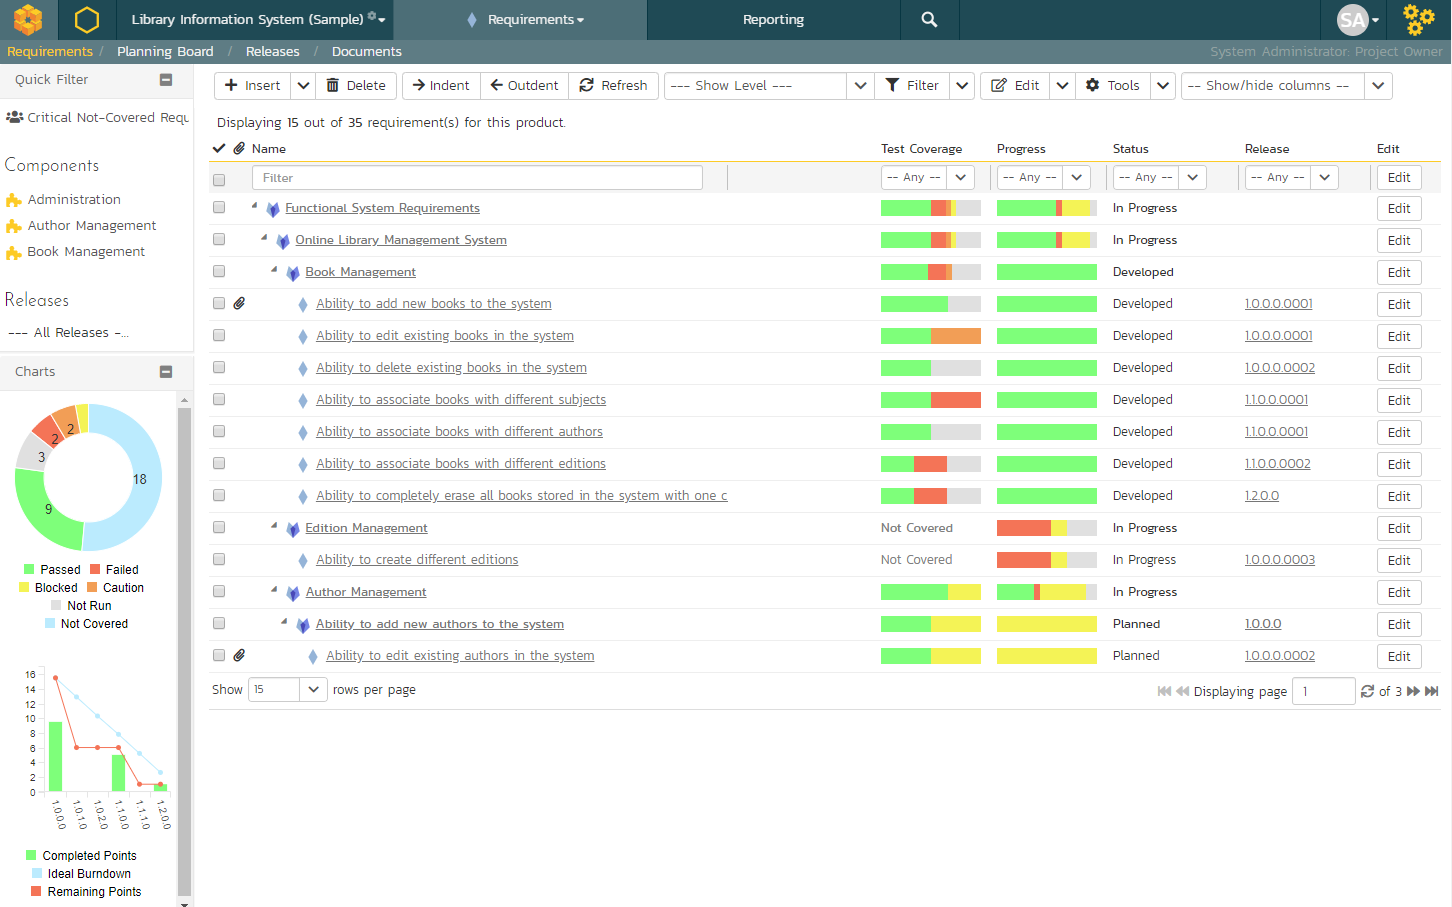 Library Information System (Sample)
Requirements
Reporting
SA
Requirements / Planning Board / Releases / Documents
System Administrator: Project Owner
Quick Filter
Critical Not-Covered Requ
Components
Administration
Author Management
Book Management
Releases
--- All Releases -...
Charts
18
9
3
2
2
Passed Failed
Blocked Caution
Not Run
Not Covered
16
14
12
10
8
6
4
2
0
1.0.0.0
1.0.1.0
1.0.2.0
1.1.0.0
1.1.1.0
1.2.0.0
Completed Points
Ideal Burndown
Remaining Points
Insert Delete Indent Outdent Refresh --- Show Level --- Filter Edit Tools -- Show/hide columns --
Displaying 15 out of 35 requirement(s) for this product.
Name Test Coverage Progress Status Release Edit
Filter -- Any -- -- Any -- -- Any -- -- Any -- Edit
Functional System Requirements In Progress Edit
Online Library Management System In Progress Edit
Book Management Developed Edit
Ability to add new books to the system Developed 1.0.0.0.0001 Edit
Ability to edit existing books in the system Developed 1.0.0.0.0001 Edit
Ability to delete existing books in the system Developed 1.0.0.0.0002 Edit
Ability to associate books with different subjects Developed 1.1.0.0.0001 Edit
Ability to associate books with different authors Developed 1.1.0.0.0001 Edit
Ability to associate books with different editions Developed 1.1.0.0.0002 Edit
Ability to completely erase all books stored in the system with one c Developed 1.2.0.0 Edit
Edition Management Not Covered In Progress Edit
Ability to create different editions Not Covered In Progress 1.0.0.0.0003 Edit
Author Management In Progress Edit
Ability to add new authors to the system Planned 1.0.0.0 Edit
Ability to edit existing authors in the system Planned 1.0.0.0.0002 Edit
Show 15 rows per page
Displaying page 1 of 3